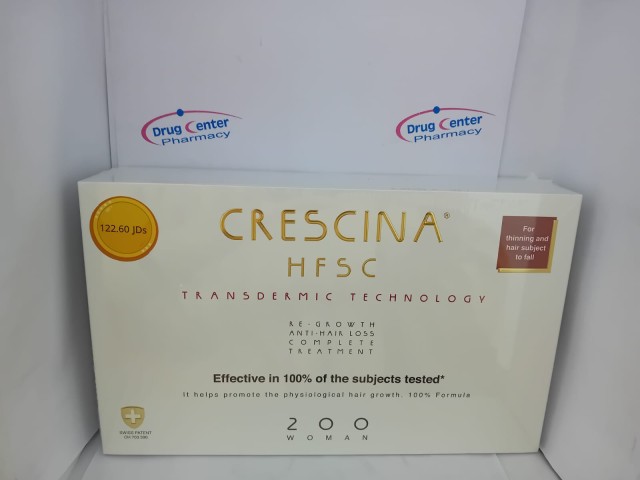 Drug Center
Pharmacy
Drug Center
Pharmacy
122.60 JDs
CRESCINA®
HFSC
TRANSDERMIC TECHNOLOGY
For
thinning and
hair subject
to fall
RE-GROWTH
ANTI-HAIR LOSS
COMPLETE
TREATMENT
Effective in 100% of the subjects tested*
It helps promote the physiological hair growth. 100% Formula
SWISS PATENT
200
WOMAN